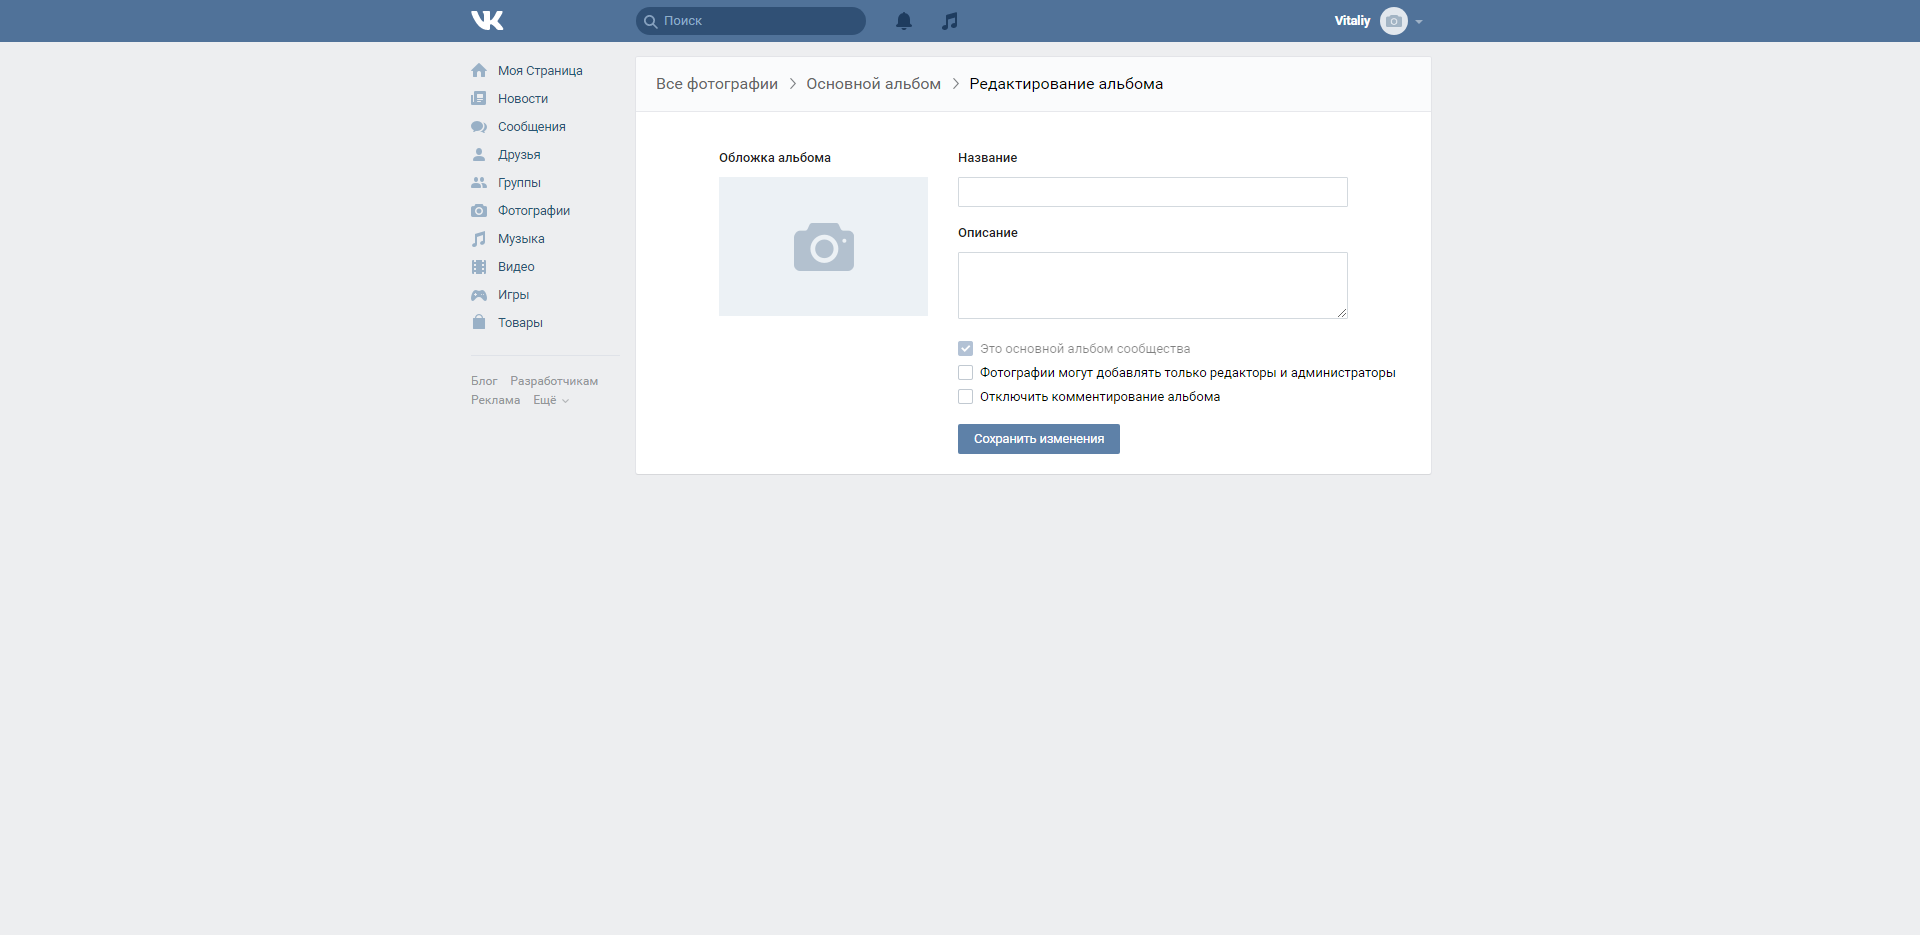 Поиск
Vitaliy
Моя Страница
Новости
Сообщения
Друзья
Группы
Фотографии
Музыка
Видео
Игры
Товары
Блог Разработчикам
Реклама Ещё
Все фотографии Основной альбом Редактирование альбома
Обложка альбома
Название
Описание
Это основной альбом сообщества
Фотографии могут добавлять только редакторы и администраторы
Отключить комментирование альбома
Сохранить изменения